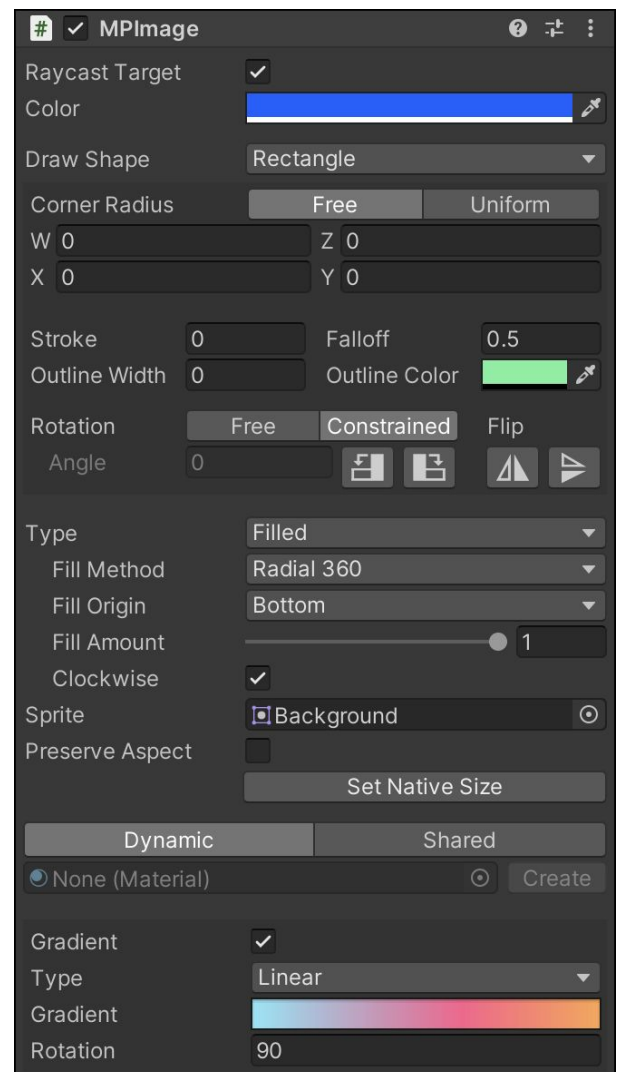 # MPImage
Raycast Target
Color
Draw Shape Rectangle
Corner Radius Free Uniform
W 0 Z 0
X 0 Y 0
Stroke 0 Falloff 0.5
Outline Width 0 Outline Color
Rotation Free Constrained Flip
Angle 0
Type Filled
Fill Method Radial 360
Fill Origin Bottom
Fill Amount 1
Clockwise
Sprite Background
Preserve Aspect
Set Native Size
Dynamic Shared
None (Material) Create
Gradient
Type Linear
Gradient
Rotation 90